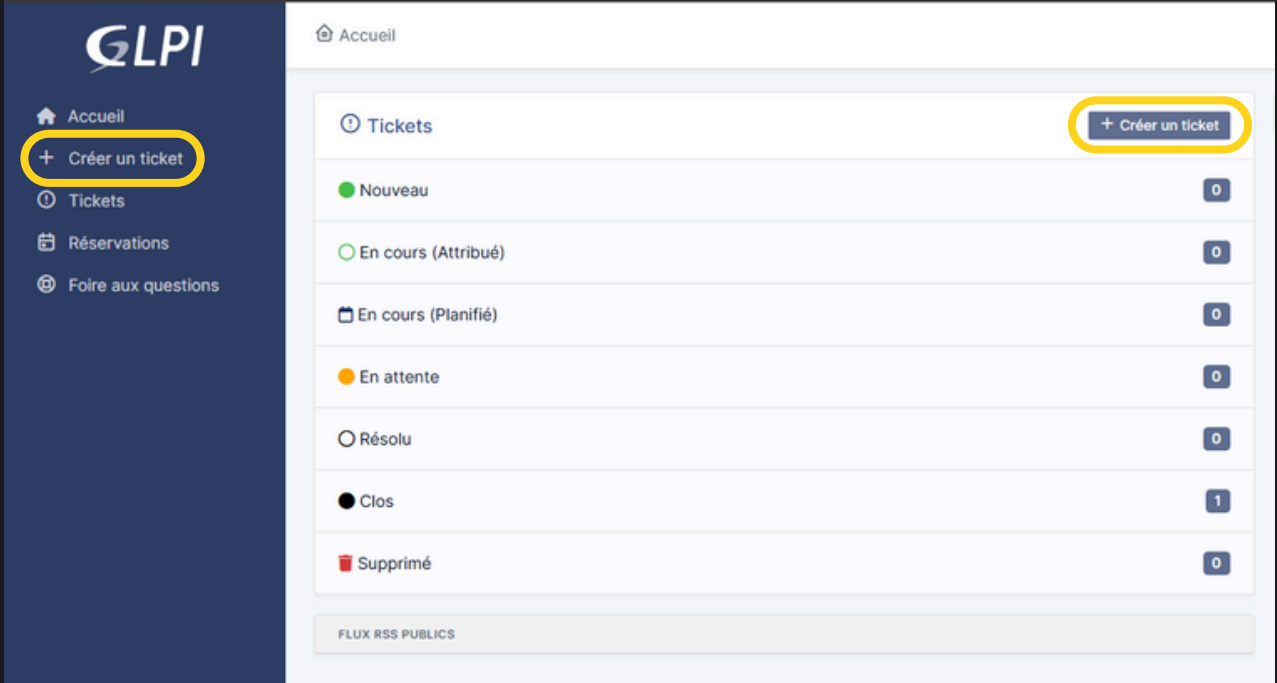 GLPI
Accueil
Créer un ticket
Tickets
Réservations
Foire aux questions
Accueil
Tickets
+ Créer un ticket
Nouveau 0
En cours (Attribué) 0
En cours (Planifié) 0
En attente 0
Résolu 0
Clos 1
Supprimé 0
FLUX RSS PUBLICS